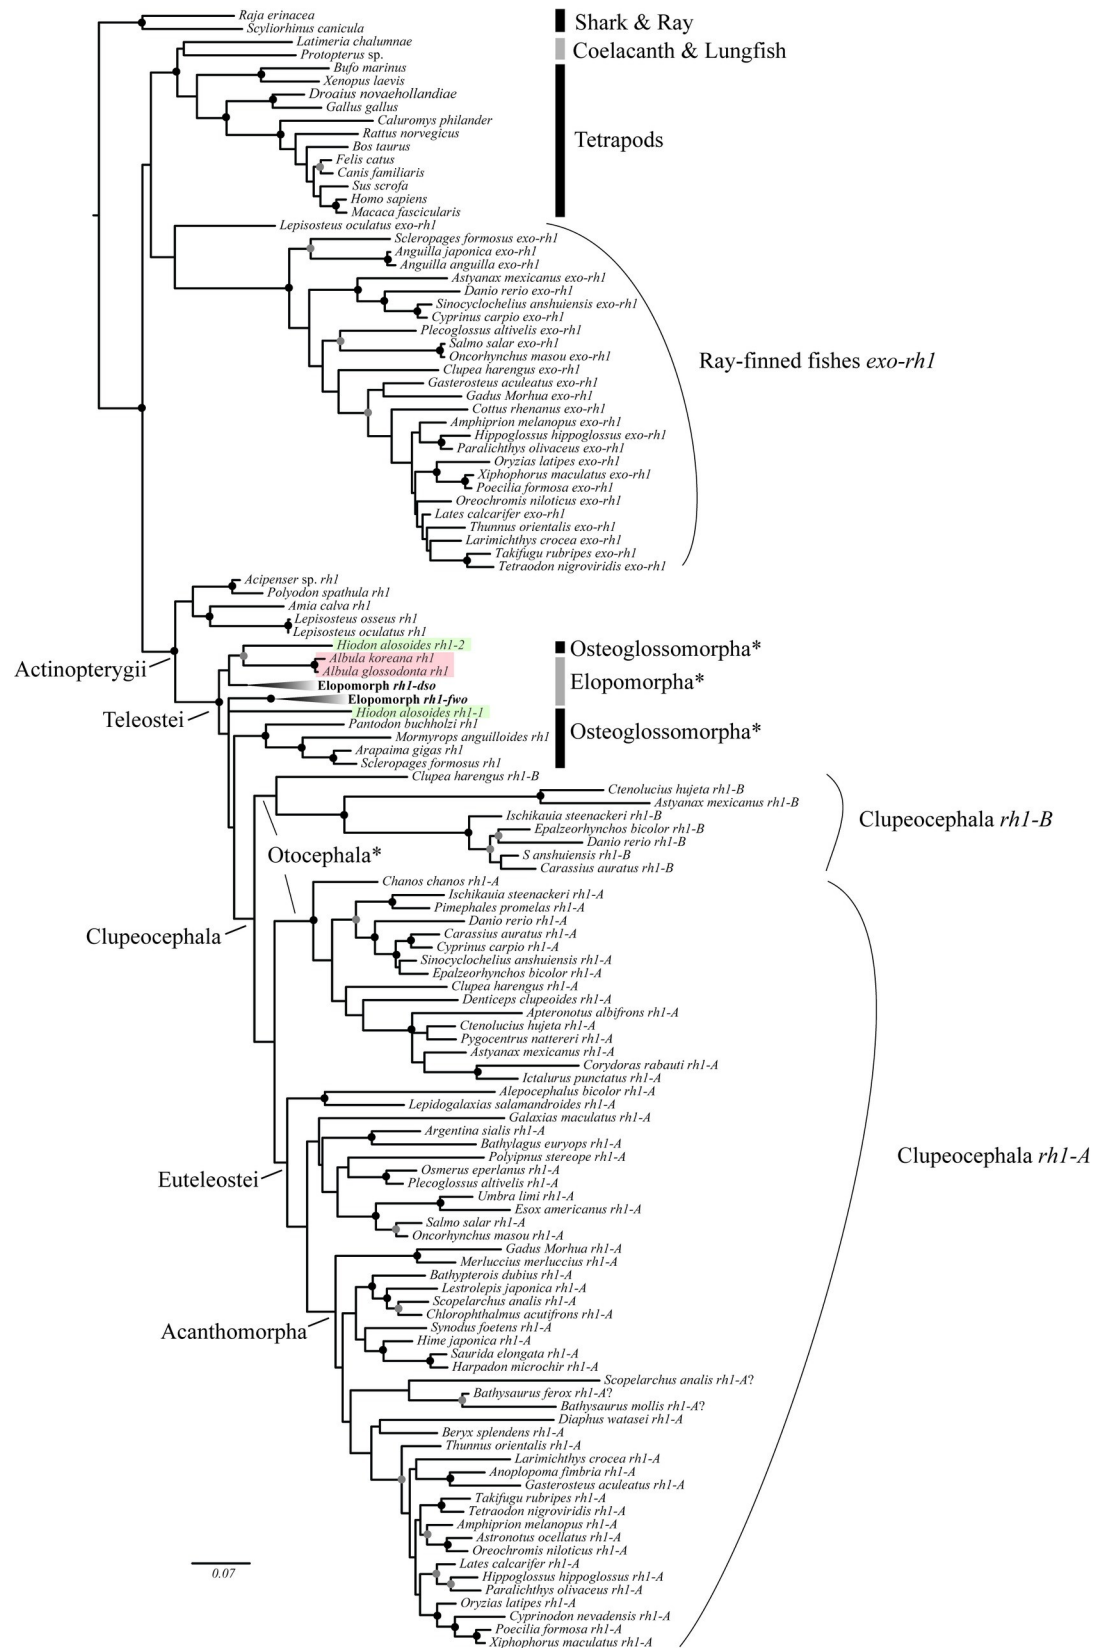 Raja erinacea
Scyliorhinus canicula
Shark & Ray
Latimeria chalumnae
Protopterus sp.
Coelacanth & Lungfish
Bufo marinus
Xenopus laevis
Droaius novaehollandiae
Gallus gallus
Caluromys philander
Rattus norvegicus
Tetrapods
Bos taurus
Felis catus
Canis familiaris
Sus scrofa
Homo sapiens
Macaca fascicularis
Lepisosteus oculatus exo-rh1
Scleropages formosus exo-rh1
Anguilla japonica exo-rh1
Anguilla anguilla exo-rh1
Astyanax mexicanus exo-rh1
Danio rerio exo-rh1
Sinocyclochelius anshuiensis exo-rh1
Cyprinus carpio exo-rh1
Plecoglossus altivelis exo-rh1
Salmo salar exo-rh1
Oncorhynchus masou exo-rh1
Ray-finned fishes exo-rh1
Clupea harengus exo-rh1
Gasterosteus aculeatus exo-rh1
Gadus Morhua exo-rh1
Cottus rhenanus exo-rh1
Amphiprion melanopus exo-rh1
Hippoglossus hippoglossus exo-rh1
Paralichthys olivaceus exo-rh1
Oryzias latipes exo-rh1
Xiphophorus maculatus exo-rh1
Poecilia formosa exo-rh1
Oreochromis niloticus exo-rh1
Lates calcarifer exo-rh1
Thunnus orientalis exo-rh1
Larimichthys crocea exo-rh1
Takifugu rubripes exo-rh1
Tetraodon nigroviridis exo-rh1
Acipenser sp. rh1
Polyodon spathula rh1
Amia calva rh1
Lepisosteus osseus rh1
Lepisosteus oculatus rh1
Hiodon alosoides rh1-2
Osteoglossomorpha*
Albula koreana rh1
Albula glossodonta rh1
Actinopterygii
Elopomorpha*
Elopomorph rh1-dso
Elopomorph rh1-fwo
Hiodon alosoides rh1-1
Teleostei
Pantodon buchholzi rh1
Osteoglossomorpha*
Mormyrops anguilloides rh1
Arapaima gigas rh1
Scleropages formosus rh1
Clupea harengus rh1-B
Ctenolucius hujeta rh1-B
Astyanax mexicanus rh1-B
Ischikauia steenackeri rh1-B
Clupeocephala rh1-B
Epalzeorhynchos bicolor rh1-B
Danio rerio rh1-B
S anshuiensis rh1-B
Otocephala*
Carassius auratus rh1-B
Chanos chanos rh1-A
Ischikauia steenackeri rh1-A
Pimephales promelas rh1-A
Danio rerio rh1-A
Carassius auratus rh1-A
Clupeocephala
Cyprinus carpio rh1-A
Sinocyclochelius anshuiensis rh1-A
Epalzeorhynchos bicolor rh1-A
Clupea harengus rh1-A
Denticeps clupeoides rh1-A
Apteronotus albifrons rh1-A
Ctenolucius hujeta rh1-A
Pygocentrus nattereri rh1-A
Astyanax mexicanus rh1-A
Corydoras rabauti rh1-A
Ictalurus punctatus rh1-A
Alepocephalus bicolor rh1-A
Lepidogalaxias salamandroides rh1-A
Galaxias maculatus rh1-A
Argentina sialis rh1-A
Bathylagus euryops rh1-A
Clupeocephala rh1-A
Polyipnus stereope rh1-A
Osmerus eperlanus rh1-A
Euteleostei
Plecoglossus altivelis rh1-A
Umbra limi rh1-A
Esox americanus rh1-A
Salmo salar rh1-A
Oncorhynchus masou rh1-A
Gadus Morhua rh1-A
Merluccius merluccius rh1-A
Bathypterois dubius rh1-A
Lestrolepis japonica rh1-A
Scopelarchus analis rh1-A
Chlorophthalmus acutifrons rh1-A
Synodus foetens rh1-A
Acanthomorpha
Hime japonica rh1-A
Saurida elongata rh1-A
Harpadon microchir rh1-A
Scopelarchus analis rh1-A?
Bathysaurus ferox rh1-A?
Bathysaurus mollis rh1-A?
Diaphus watasei rh1-A
Beryx splendens rh1-A
Thunnus orientalis rh1-A
Larimichthys crocea rh1-A
Anoplopoma fimbria rh1-A
Gasterosteus aculeatus rh1-A
Takifugu rubripes rh1-A
Tetraodon nigroviridis rh1-A
Amphiprion melanopus rh1-A
Astronotus ocellatus rh1-A
Oreochromis niloticus rh1-A
Lates calcarifer rh1-A
0.07
Hippoglossus hippoglossus rh1-A
Paralichthys olivaceus rh1-A
Oryzias latipes rh1-A
Cyprinodon nevadensis rh1-A
Poecilia formosa rh1-A
Xiphophorus maculatus rh1-A